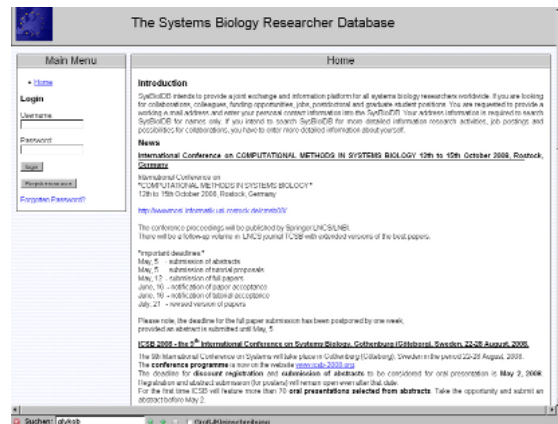 The Systems Biology Researcher Database
Main Menu
Home
Login
Username
Password
Forgotten Password?
Home
Introduction
SysBiolDB intends to provide a joint exchange and information platform for all systems biology researchers worldwide. If you are looking
for collaborations, colleagues, funding opportunities, jobs, postdoctoral and graduate student positions. You are requested to provide a
working e-mail address and enter your personal contact information into the SysBiolDB. Your address information is required to search
SysBiolDB for names only. If you intend to search SysBiolDB for more detailed information research activities, job postings and
possibilities for collaborations, you have to enter more detailed information about yourself.
News
International Conference on COMPUTATIONAL METHODS IN SYSTEMS BIOLOGY 12th to 15th October 2008, Rostock,
Germany
International Conference on
"COMPUTATIONAL METHODS IN SYSTEMS BIOLOGY"
12th to 15th October 2008, Rostock, Germany
The conference proceedings will be published by Springer LNCS/LNBI.
There will be a follow-up volume in LNCS journal TCSB with extended versions of the best papers.
*Important deadlines:*
May, 5 - submission of abstracts
May, 5 - submission of tutorial proposals
May, 12 - submission of full papers
June, 16 - notification of paper acceptance
June, 16 - notification of tutorial acceptance
July, 21 - revised version of papers
Please note, the deadline for the full paper submission has been postponed by one week,
provided an abstract is submitted until May, 5
ICSB 2008 - the 9th International Conference on Systems Biology, Gothenburg (Göteborg), Sweden, 22-28 August, 2008.
The 9th International Conference on Systems will take place in Gothenburg (Göteborg), Sweden in the period 22-28 August, 2008.
The conference programme is now on the website www.icsb-2008.org.
The deadline for discount registration and submission of abstracts to be considered for oral presentation is May 2, 2008.
Registration and abstract submission (for posters) will remain open even after that date.
For the first time ICSB will feature more than 70 oral presentations selected from abstracts. Take the opportunity and submit an
abstract before May 2.
Suchen:
Groß-/Kleinschreibung